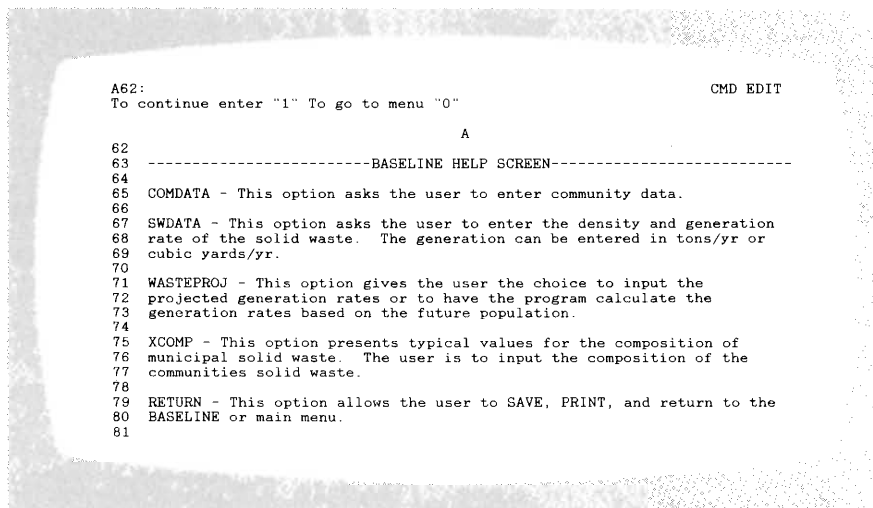 A62: CMD EDIT
To continue enter "1" To go to menu "0"
A
62
63 -------------------------BASELINE HELP SCREEN---------------------------
64
65 COMDATA - This option asks the user to enter community data.
66
67 SWDATA - This option asks the user to enter the density and generation
68 rate of the solid waste. The generation can be entered in tons/yr or
69 cubic yards/yr.
70
71 WASTEPROJ - This option gives the user the choice to input the
72 projected generation rates or to have the program calculate the
73 generation rates based on the future population.
74
75 XCOMP - This option presents typical values for the composition of
76 municipal solid waste. The user is to input the composition of the
77 communities solid waste.
78
79 RETURN - This option allows the user to SAVE, PRINT, and return to the
80 BASELINE or main menu.
81